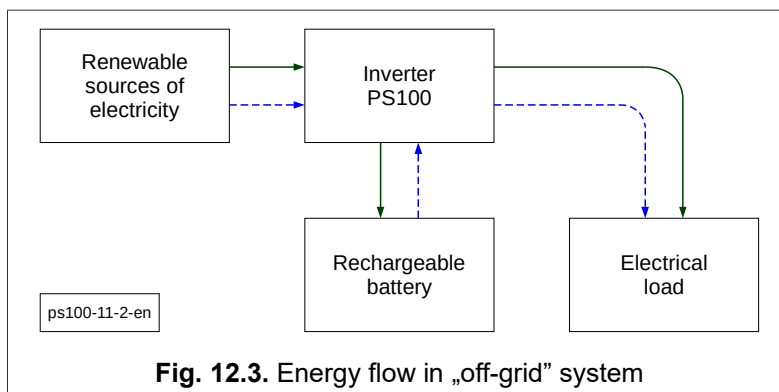 Renewable
sources of
electricity
Inverter
PS100
Rechargeable
battery
Electrical
load
ps100-11-2-en
Fig. 12.3. Energy flow in „off-grid” system